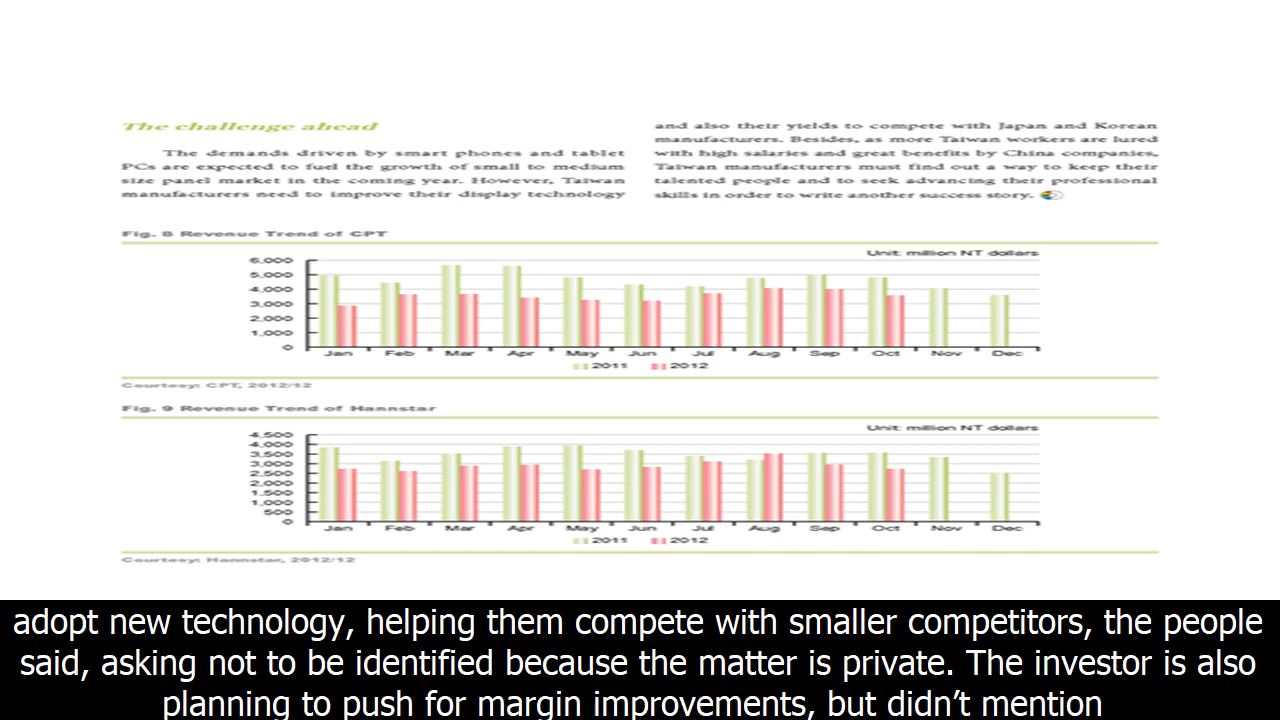 The challenge ahead
The demands driven by smart phones and tablet
PCs are expected to fuel the growth of small to medium
size panel market in the coming year. However, Taiwan
manufacturers need to improve their display technology
and also their yields to compete with Japan and Korean
manufacturers. Besides, as more Taiwan workers are lured
with high salaries and great benefits by China companies,
Taiwan manufacturers must find out a way to keep their
talented people and to seek advancing their professional
skills in order to write another success story.
Fig. 8 Revenue Trend of CPT
Unit: million NT dollars
6,000
5,000
4,000
3,000
2,000
1,000
0
Jan Feb Mar Apr May Jun Jul Aug Sep Oct Nov Dec
2011 2012
Courtesy: CPT, 2012/12
Fig. 9 Revenue Trend of Hannstar
Unit: million NT dollars
4,500
4,000
3,500
3,000
2,500
2,000
1,500
1,000
500
0
Jan Feb Mar Apr May Jun Jul Aug Sep Oct Nov Dec
2011 2012
Courtesy: Hannstar, 2012/12
adopt new technology, helping them compete with smaller competitors, the people
said, asking not to be identified because the matter is private. The investor is also
planning to push for margin improvements, but didn’t mention